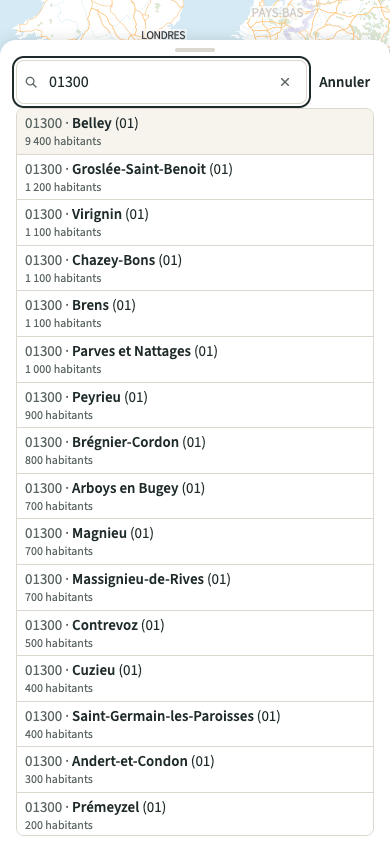 PAYS-BAS
LONDRES
01300
Annuler
01300 · Belley (01)
9 400 habitants
01300 · Groslée-Saint-Benoit (01)
1 200 habitants
01300 · Virignin (01)
1 100 habitants
01300 · Chazey-Bons (01)
1 100 habitants
01300 · Brens (01)
1 100 habitants
01300 · Parves et Nattages (01)
1 000 habitants
01300 · Peyrieu (01)
900 habitants
01300 · Brégnier-Cordon (01)
800 habitants
01300 · Arboys en Bugey (01)
700 habitants
01300 · Magnieu (01)
700 habitants
01300 · Massignieu-de-Rives (01)
700 habitants
01300 · Contrevoz (01)
500 habitants
01300 · Cuzieu (01)
400 habitants
01300 · Saint-Germain-les-Paroisses (01)
400 habitants
01300 · Andert-et-Condon (01)
300 habitants
01300 · Prémeyzel (01)
200 habitants